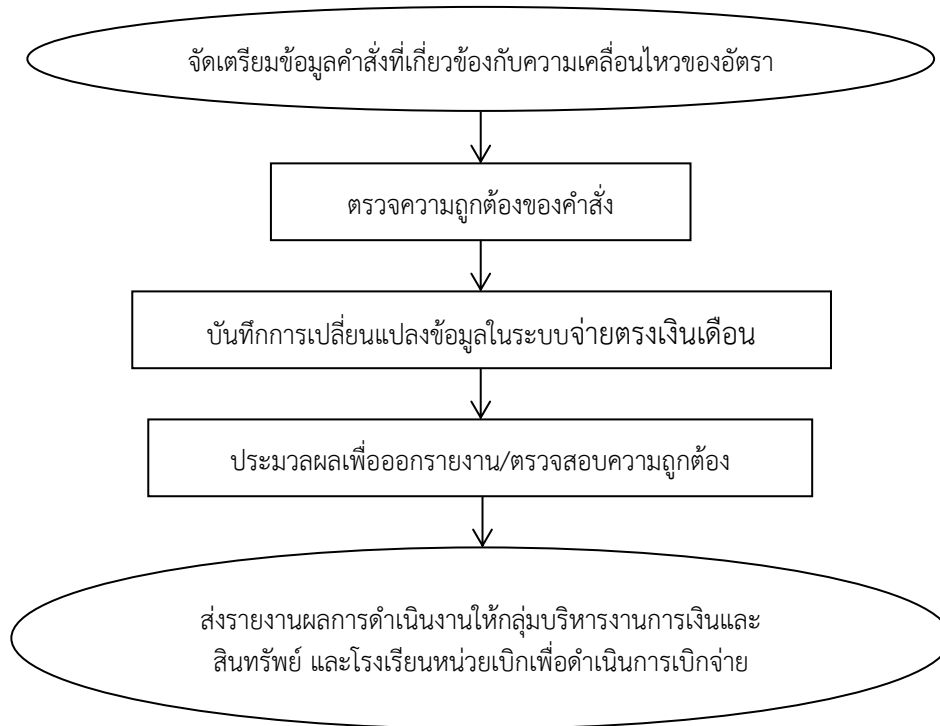 จัดเตรียมข้อมูลคำสั่งที่เกี่ยวข้องกับความเคลื่อนไหวของอัตรา
ตรวจความถูกต้องของคำสั่ง
บันทึกการเปลี่ยนแปลงข้อมูลในระบบจ่ายตรงเงินเดือน
ประมวลผลเพื่อออกรายงาน/ตรวจสอบความถูกต้อง
ส่งรายงานผลการดำเนินงานให้กลุ่มบริหารงานการเงินและ
สินทรัพย์ และโรงเรียนหน่วยเบิกเพื่อดำเนินการเบิกจ่าย